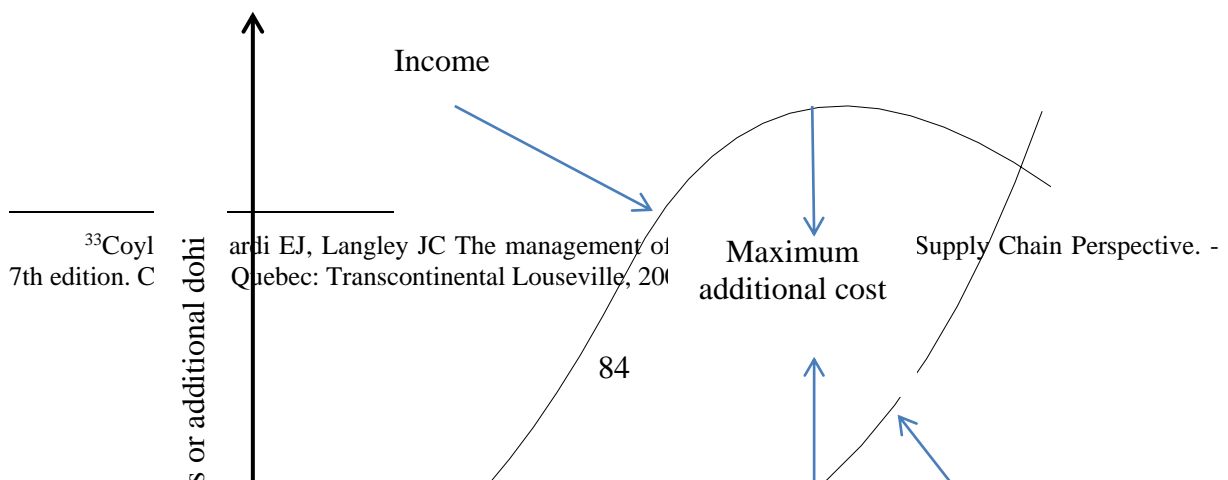 Income
³³Coyl ardi EJ, Langley JC The management of Supply Chain Perspective. -
7th edition. C Quebec: Transcontinental Louseville, 200
Maximum
additional cost
84
s or additional dohi